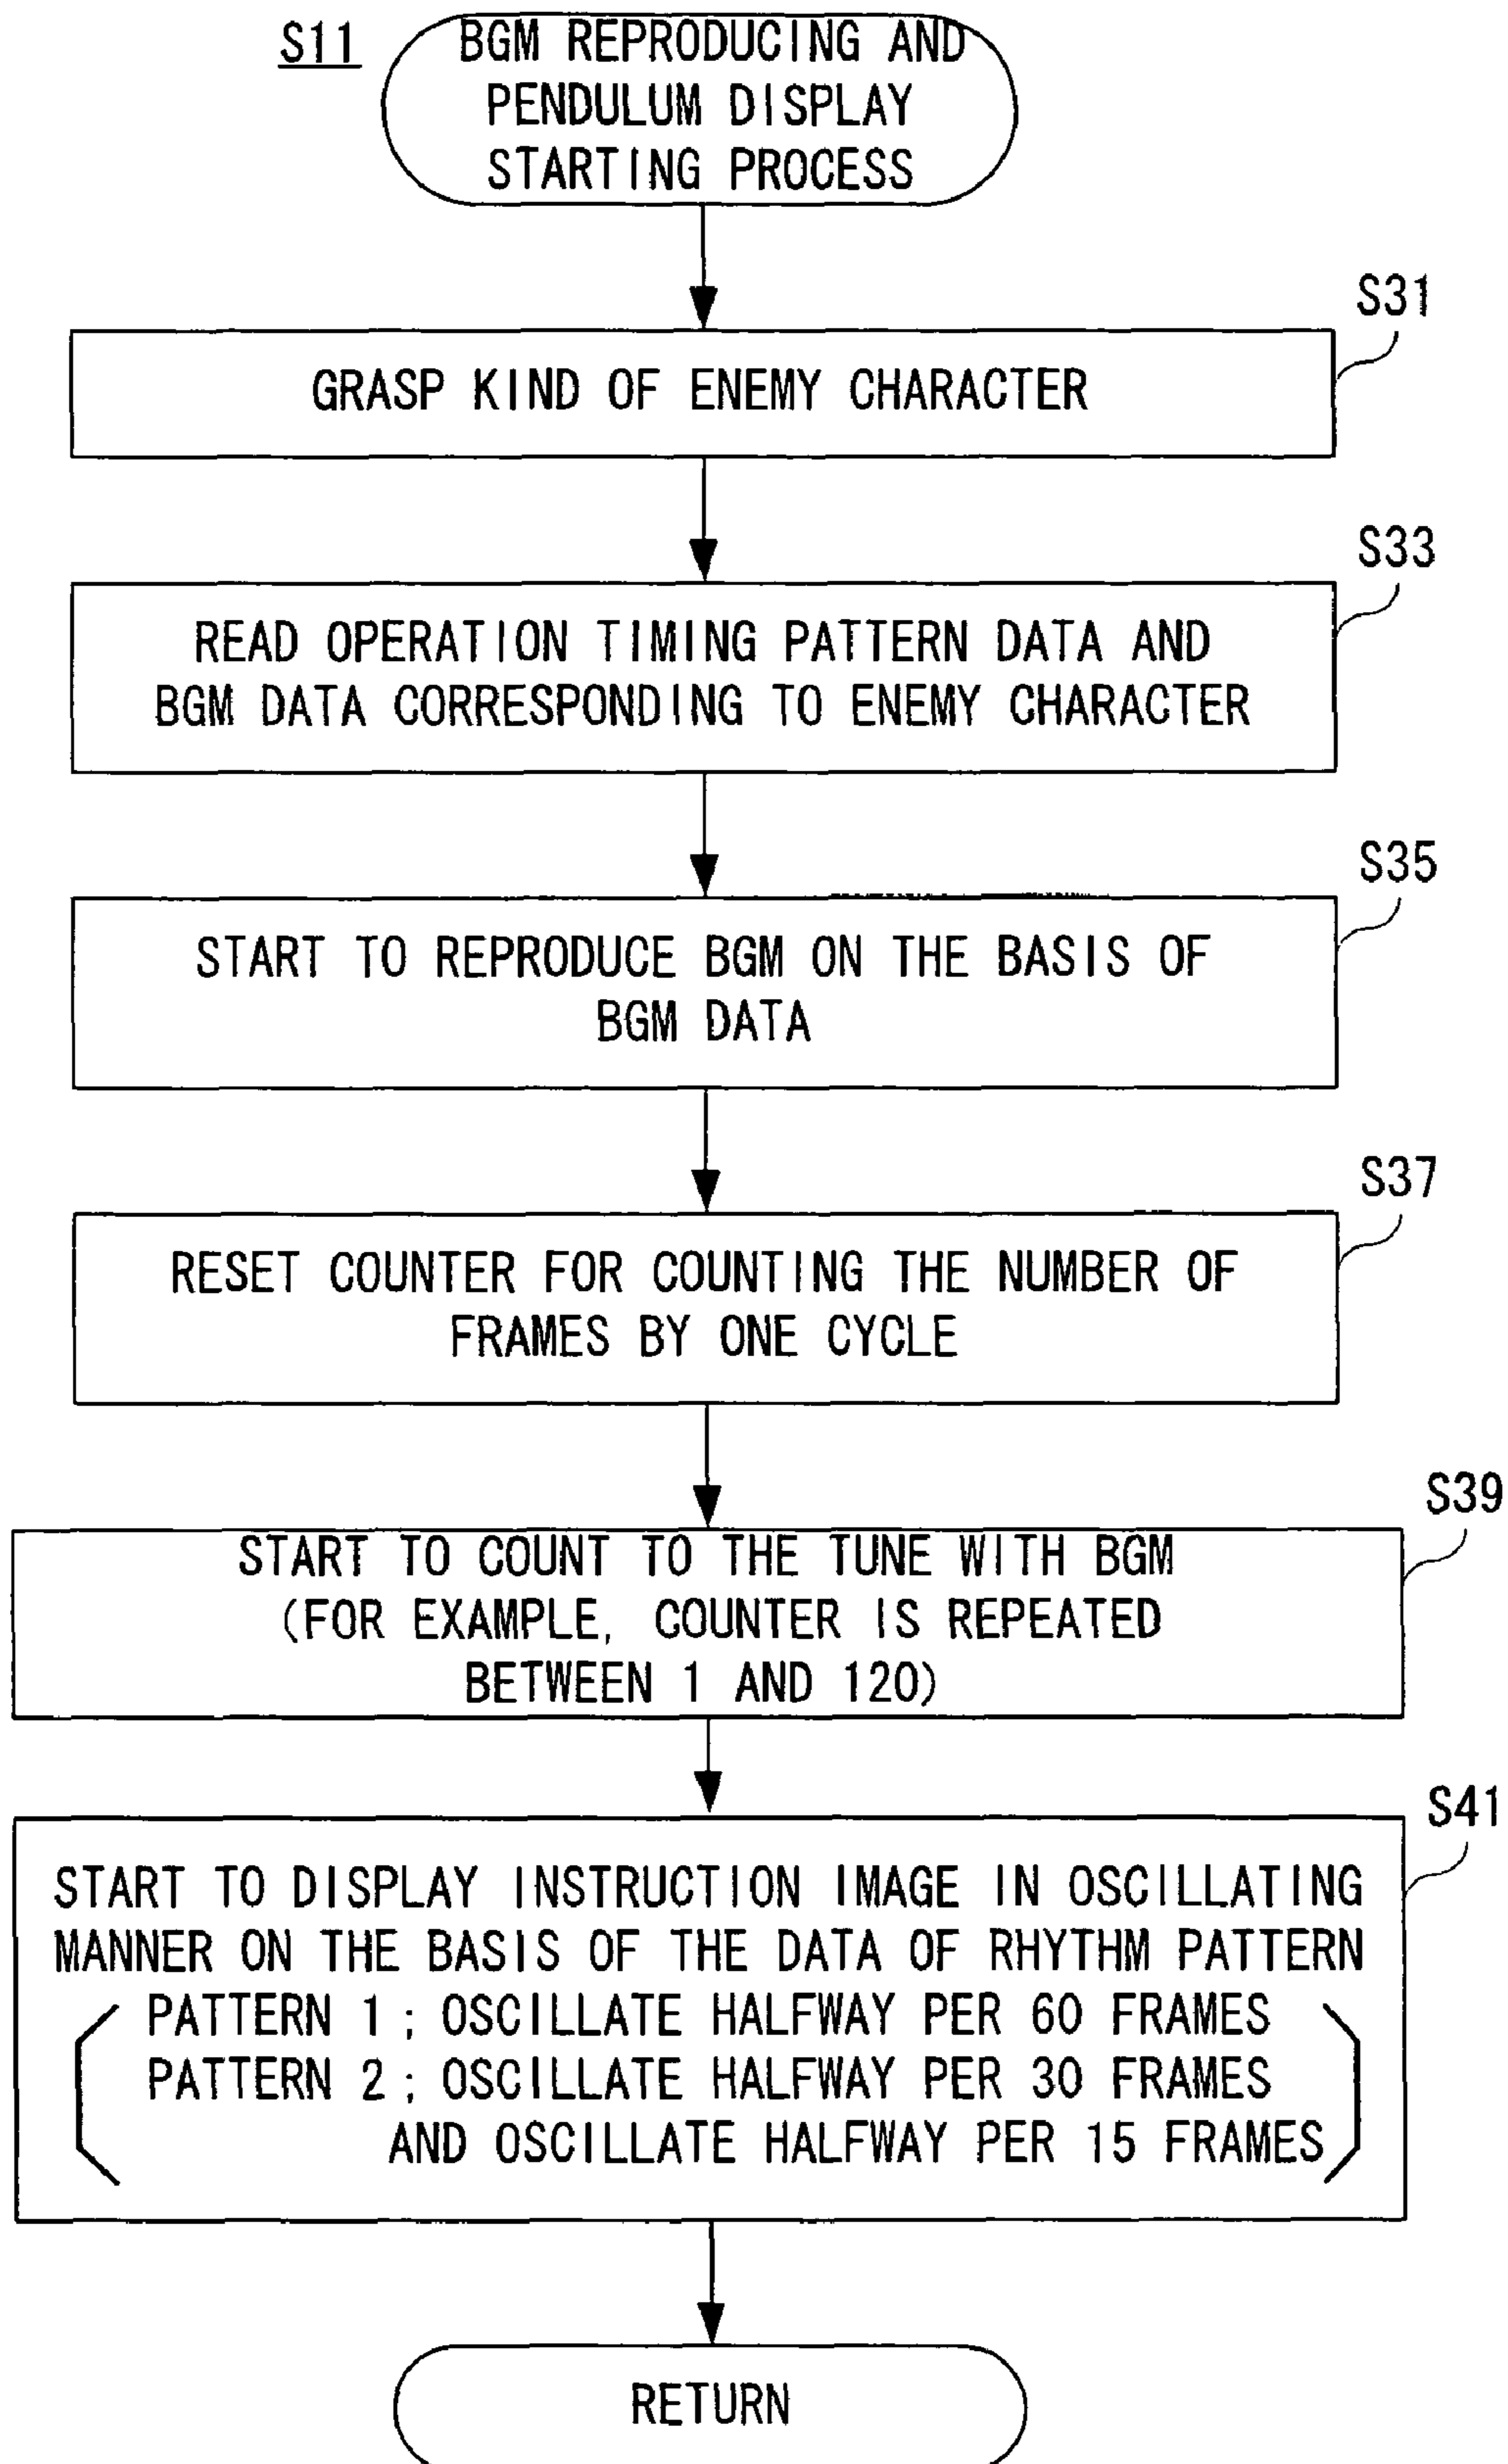 S11
BGM REPRODUCING AND
PENDULUM DISPLAY
STARTING PROCESS
S31
GRASP KIND OF ENEMY CHARACTER
S33
READ OPERATION TIMING PATTERN DATA AND
BGM DATA CORRESPONDING TO ENEMY CHARACTER
S35
START TO REPRODUCE BGM ON THE BASIS OF
BGM DATA
S37
RESET COUNTER FOR COUNTING THE NUMBER OF
FRAMES BY ONE CYCLE
S39
START TO COUNT TO THE TUNE WITH BGM
(FOR EXAMPLE, COUNTER IS REPEATED
BETWEEN 1 AND 120)
S41
START TO DISPLAY INSTRUCTION IMAGE IN OSCILLATING
MANNER ON THE BASIS OF THE DATA OF RHYTHM PATTERN
PATTERN 1; OSCILLATE HALFWAY PER 60 FRAMES
PATTERN 2; OSCILLATE HALFWAY PER 30 FRAMES
AND OSCILLATE HALFWAY PER 15 FRAMES
RETURN